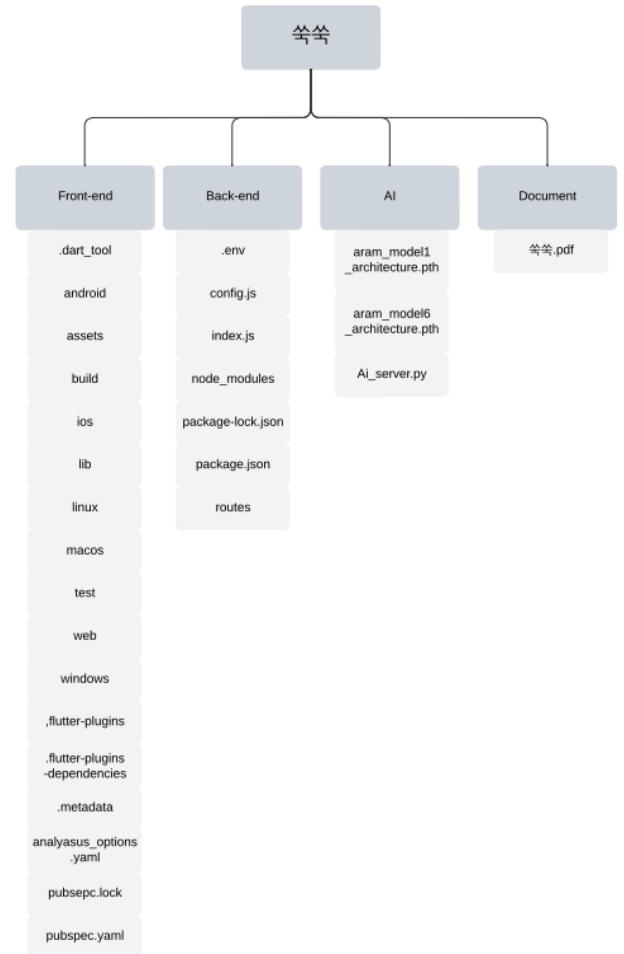 쑥쑥
Front-end
.dart_tool
android
assets
build
ios
lib
linux
macos
test
web
windows
,flutter-plugins
.flutter-plugins
-dependencies
.metadata
analyasus_options
.yaml
pubsepc.lock
pubspec.yaml
Back-end
.env
config.js
index.js
node_modules
package-lock.json
package.json
routes
AI
aram_model1
_architecture.pth
aram_model6
_architecture.pth
Ai_server.py
Document
쑥쑥.pdf